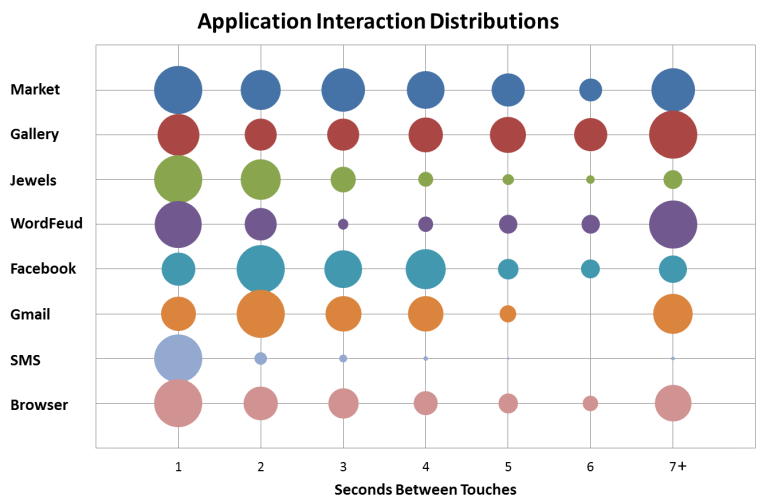 Application Interaction Distributions
Market
Gallery
Jewels
WordFeud
Facebook
Gmail
SMS
Browser
1 2 3 4 5 6 7+
Seconds Between Touches